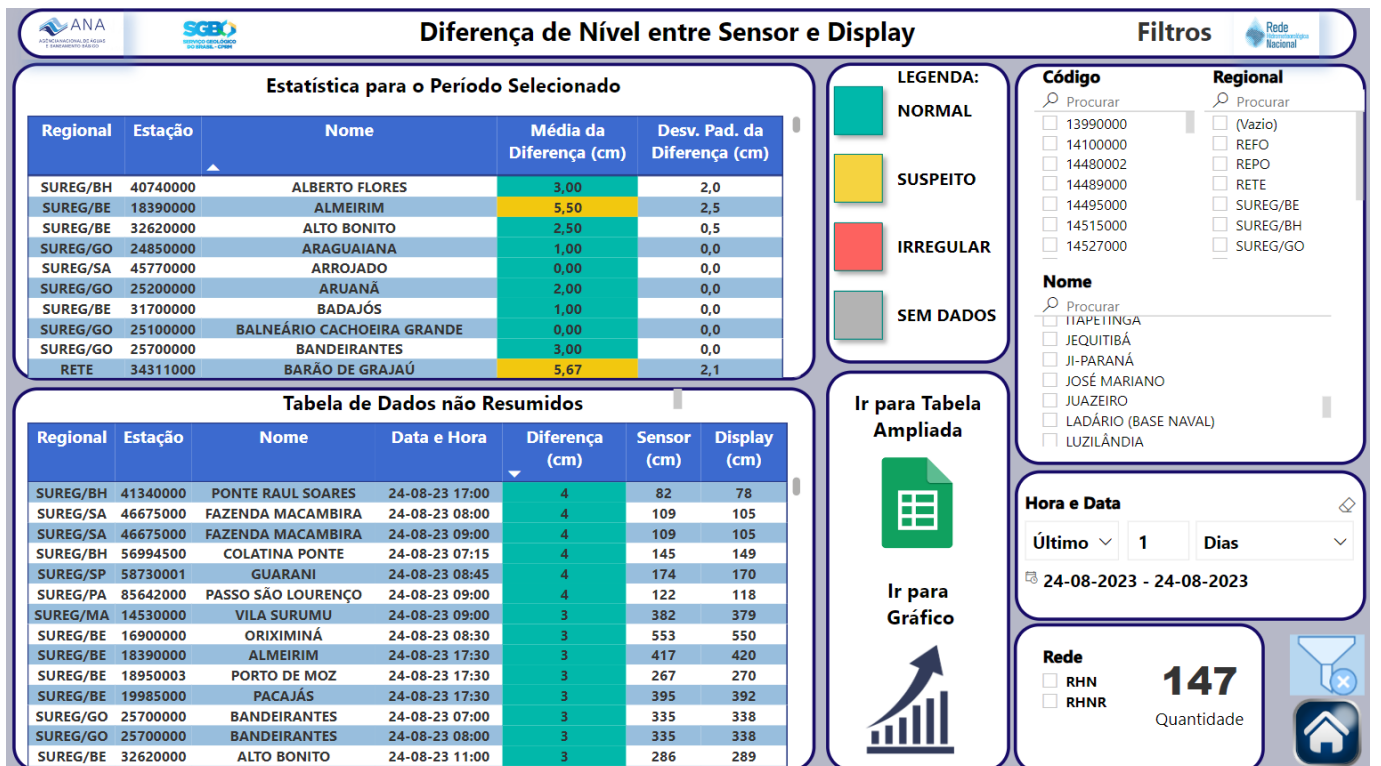 ANA
AGÊNCIA NACIONAL DE ÁGUAS
E SANEAMENTO BÁSICO
SGB
SERVIÇO GEOLÓGICO
DO BRASIL - CPRM
Diferença de Nível entre Sensor e Display
Filtros
Rede
Hidrometeorológica
Nacional
Estatística para o Período Selecionado
Regional Estação Nome Média da Diferença (cm) Desv. Pad. da Diferença (cm)
SUREG/BH 40740000 ALBERTO FLORES 3,00 2,0
SUREG/BE 18390000 ALMEIRIM 5,50 2,5
SUREG/BE 32620000 ALTO BONITO 2,50 0,5
SUREG/GO 24850000 ARAGUAIANA 1,00 0,0
SUREG/SA 45770000 ARROJADO 0,00 0,0
SUREG/GO 25200000 ARUANÃ 2,00 0,0
SUREG/BE 31700000 BADAJÓS 1,00 0,0
SUREG/GO 25100000 BALNEÁRIO CACHOEIRA GRANDE 0,00 0,0
SUREG/GO 25700000 BANDEIRANTES 3,00 0,0
RETE 34311000 BARÃO DE GRAJAÚ 5,67 2,1
LEGENDA:
NORMAL
SUSPEITO
IRREGULAR
SEM DADOS
Código
Procurar
13990000
14100000
14480002
14489000
14495000
14515000
14527000
Regional
Procurar
(Vazio)
REFO
REPO
RETE
SUREG/BE
SUREG/BH
SUREG/GO
Nome
Procurar
ITAPETINGA
JEQUITIBÁ
JI-PARANÁ
JOSÉ MARIANO
JUAZEIRO
LADÁRIO (BASE NAVAL)
LUZILÂNDIA
Tabela de Dados não Resumidos
Regional Estação Nome Data e Hora Diferença (cm) Sensor (cm) Display (cm)
SUREG/BH 41340000 PONTE RAUL SOARES 24-08-23 17:00 4 82 78
SUREG/SA 46675000 FAZENDA MACAMBIRA 24-08-23 08:00 4 109 105
SUREG/SA 46675000 FAZENDA MACAMBIRA 24-08-23 09:00 4 109 105
SUREG/BH 56994500 COLATINA PONTE 24-08-23 07:15 4 145 149
SUREG/SP 58730001 GUARANI 24-08-23 08:45 4 174 170
SUREG/PA 85642000 PASSO SÃO LOURENÇO 24-08-23 09:00 4 122 118
SUREG/MA 14530000 VILA SURUMU 24-08-23 09:00 3 382 379
SUREG/BE 16900000 ORIXIMINÁ 24-08-23 08:30 3 553 550
SUREG/BE 18390000 ALMEIRIM 24-08-23 17:30 3 417 420
SUREG/BE 18950003 PORTO DE MOZ 24-08-23 17:30 3 267 270
SUREG/BE 19985000 PACAJÁS 24-08-23 17:30 3 395 392
SUREG/GO 25700000 BANDEIRANTES 24-08-23 07:00 3 335 338
SUREG/GO 25700000 BANDEIRANTES 24-08-23 08:00 3 335 338
SUREG/BE 32620000 ALTO BONITO 24-08-23 11:00 3 286 289
Ir para Tabela
Ampliada
Ir para
Gráfico
Hora e Data
Último 1 Dias
24-08-2023 - 24-08-2023
Rede
RHN
RHNR
147
Quantidade